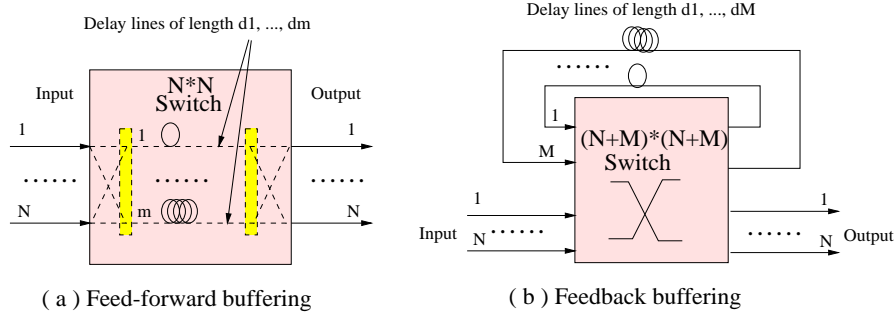 Delay lines of length d1, ..., dm
N*N
Switch
Input
Output
1
1
1
......
......
......
N
m
N
( a ) Feed-forward buffering
Delay lines of length d1, ..., dM
......
1
(N+M)*(N+M)
M
Switch
1
1
Input
......
......
Output
N
N
( b ) Feedback buffering